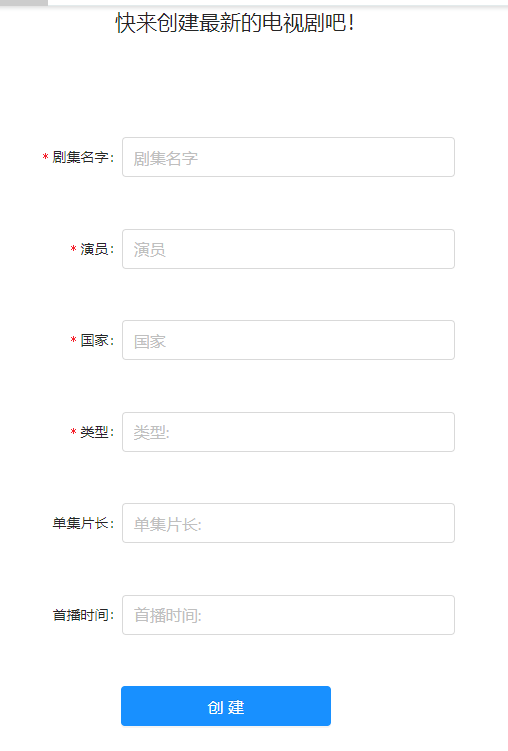 快来创建最新的电视剧吧！
* 剧集名字: 剧集名字
* 演员: 演员
* 国家: 国家
* 类型: 类型:
单集片长: 单集片长:
首播时间: 首播时间:
创 建